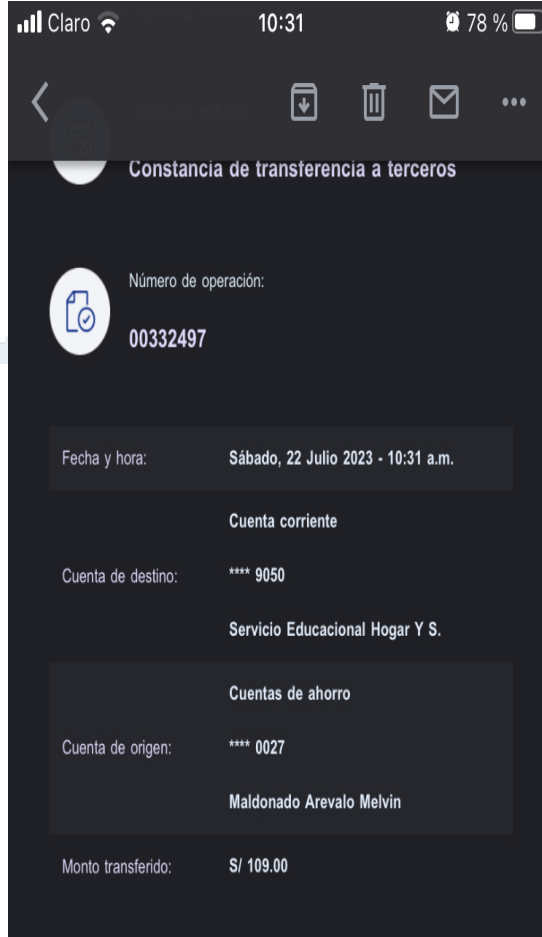 Claro 10:31 78 %
Constancia de transferencia a terceros
Número de operación:
00332497
Fecha y hora: Sábado, 22 Julio 2023 - 10:31 a.m.
Cuenta corriente
Cuenta de destino: **** 9050
Servicio Educacional Hogar Y S.
Cuentas de ahorro
Cuenta de origen: **** 0027
Maldonado Arevalo Melvin
Monto transferido: S/ 109.00